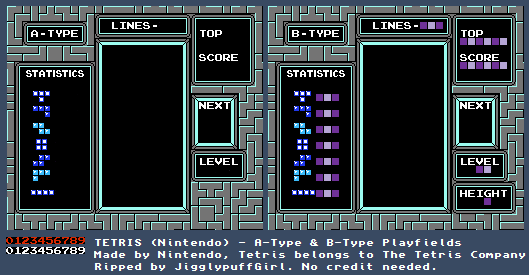 A-TYPE
LINES-
TOP
SCORE
STATISTICS
NEXT
LEVEL
B-TYPE
LINES-
TOP
SCORE
STATISTICS
NEXT
LEVEL
HEIGHT
0123456789
0123456789
TETRIS (Nintendo) - A-Type & B-Type Playfields
Made by Nintendo, Tetris belongs to The Tetris Company
Ripped by JigglypuffGirl. No credit needed.